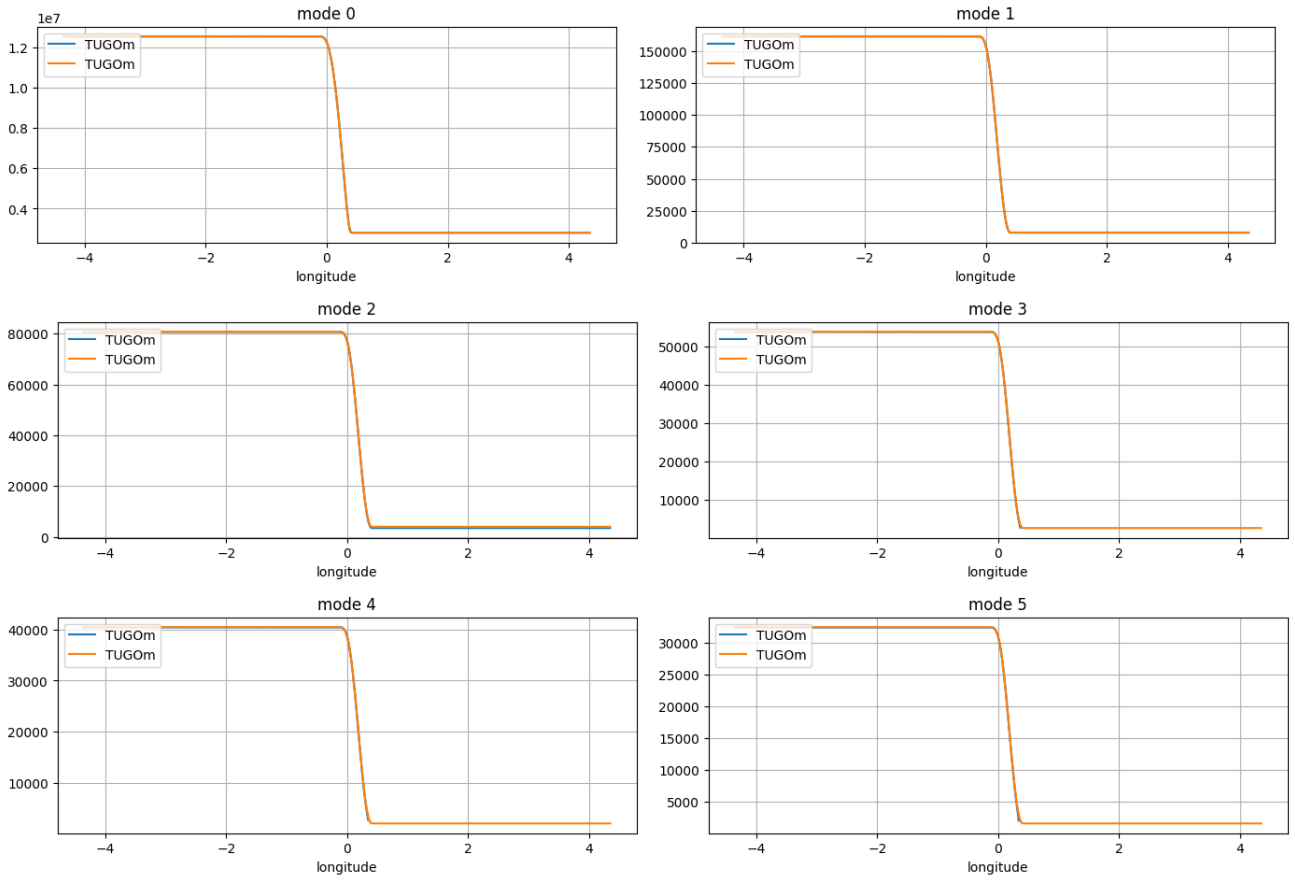 mode 0
1e7
1.2
1.0
0.8
0.6
0.4
TUGOm
TUGOm
−4 −2 0 2 4
longitude
mode 1
150000
125000
100000
75000
50000
25000
0
TUGOm
TUGOm
−4 −2 0 2 4
longitude
mode 2
80000
60000
40000
20000
0
TUGOm
TUGOm
−4 −2 0 2 4
longitude
mode 3
50000
40000
30000
20000
10000
TUGOm
TUGOm
−4 −2 0 2 4
longitude
mode 4
40000
30000
20000
10000
TUGOm
TUGOm
−4 −2 0 2 4
longitude
mode 5
30000
25000
20000
15000
10000
5000
TUGOm
TUGOm
−4 −2 0 2 4
longitude